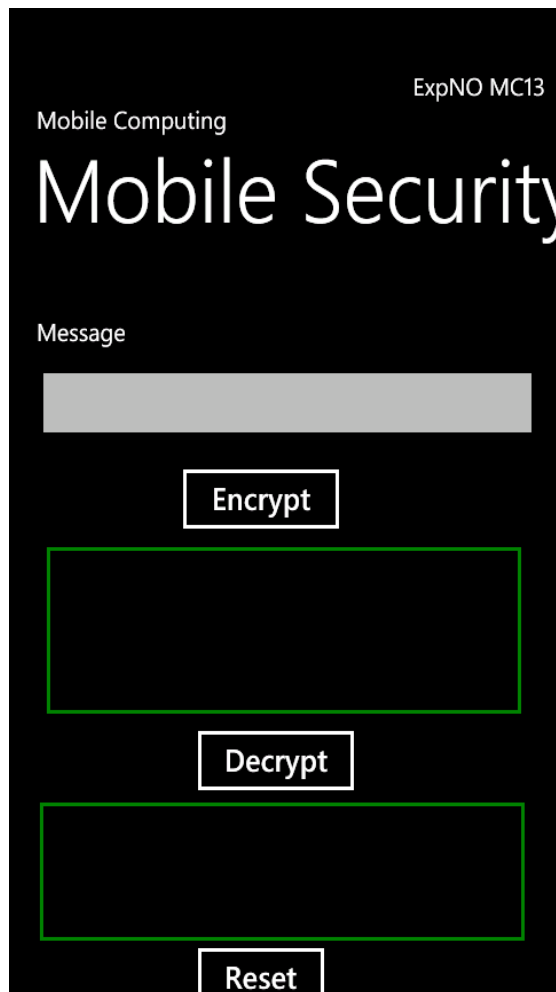 ExpNO MC13
Mobile Computing
Mobile Security
Message
Encrypt
Decrypt
Reset